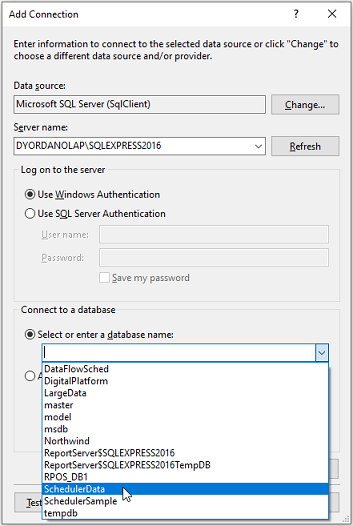 Add Connection
?
Enter information to connect to the selected data source or click "Change" to
choose a different data source and/or provider.
Data source:
Microsoft SQL Server (SqlClient)
Change...
Server name:
DYORDANOLAP\SQLEXPRESS2016
Refresh
Log on to the server
Use Windows Authentication
Use SQL Server Authentication
User name:
Password:
Save my password
Connect to a database
Select or enter a database name:
A
DataFlowSched
DigitalPlatform
LargeData
master
model
msdb
Northwind
ReportServer$SQLEXPRESS2016
ReportServer$SQLEXPRESS2016TempDB
RPOS_DB1
SchedulerData
SchedulerSample
tempdb
Test